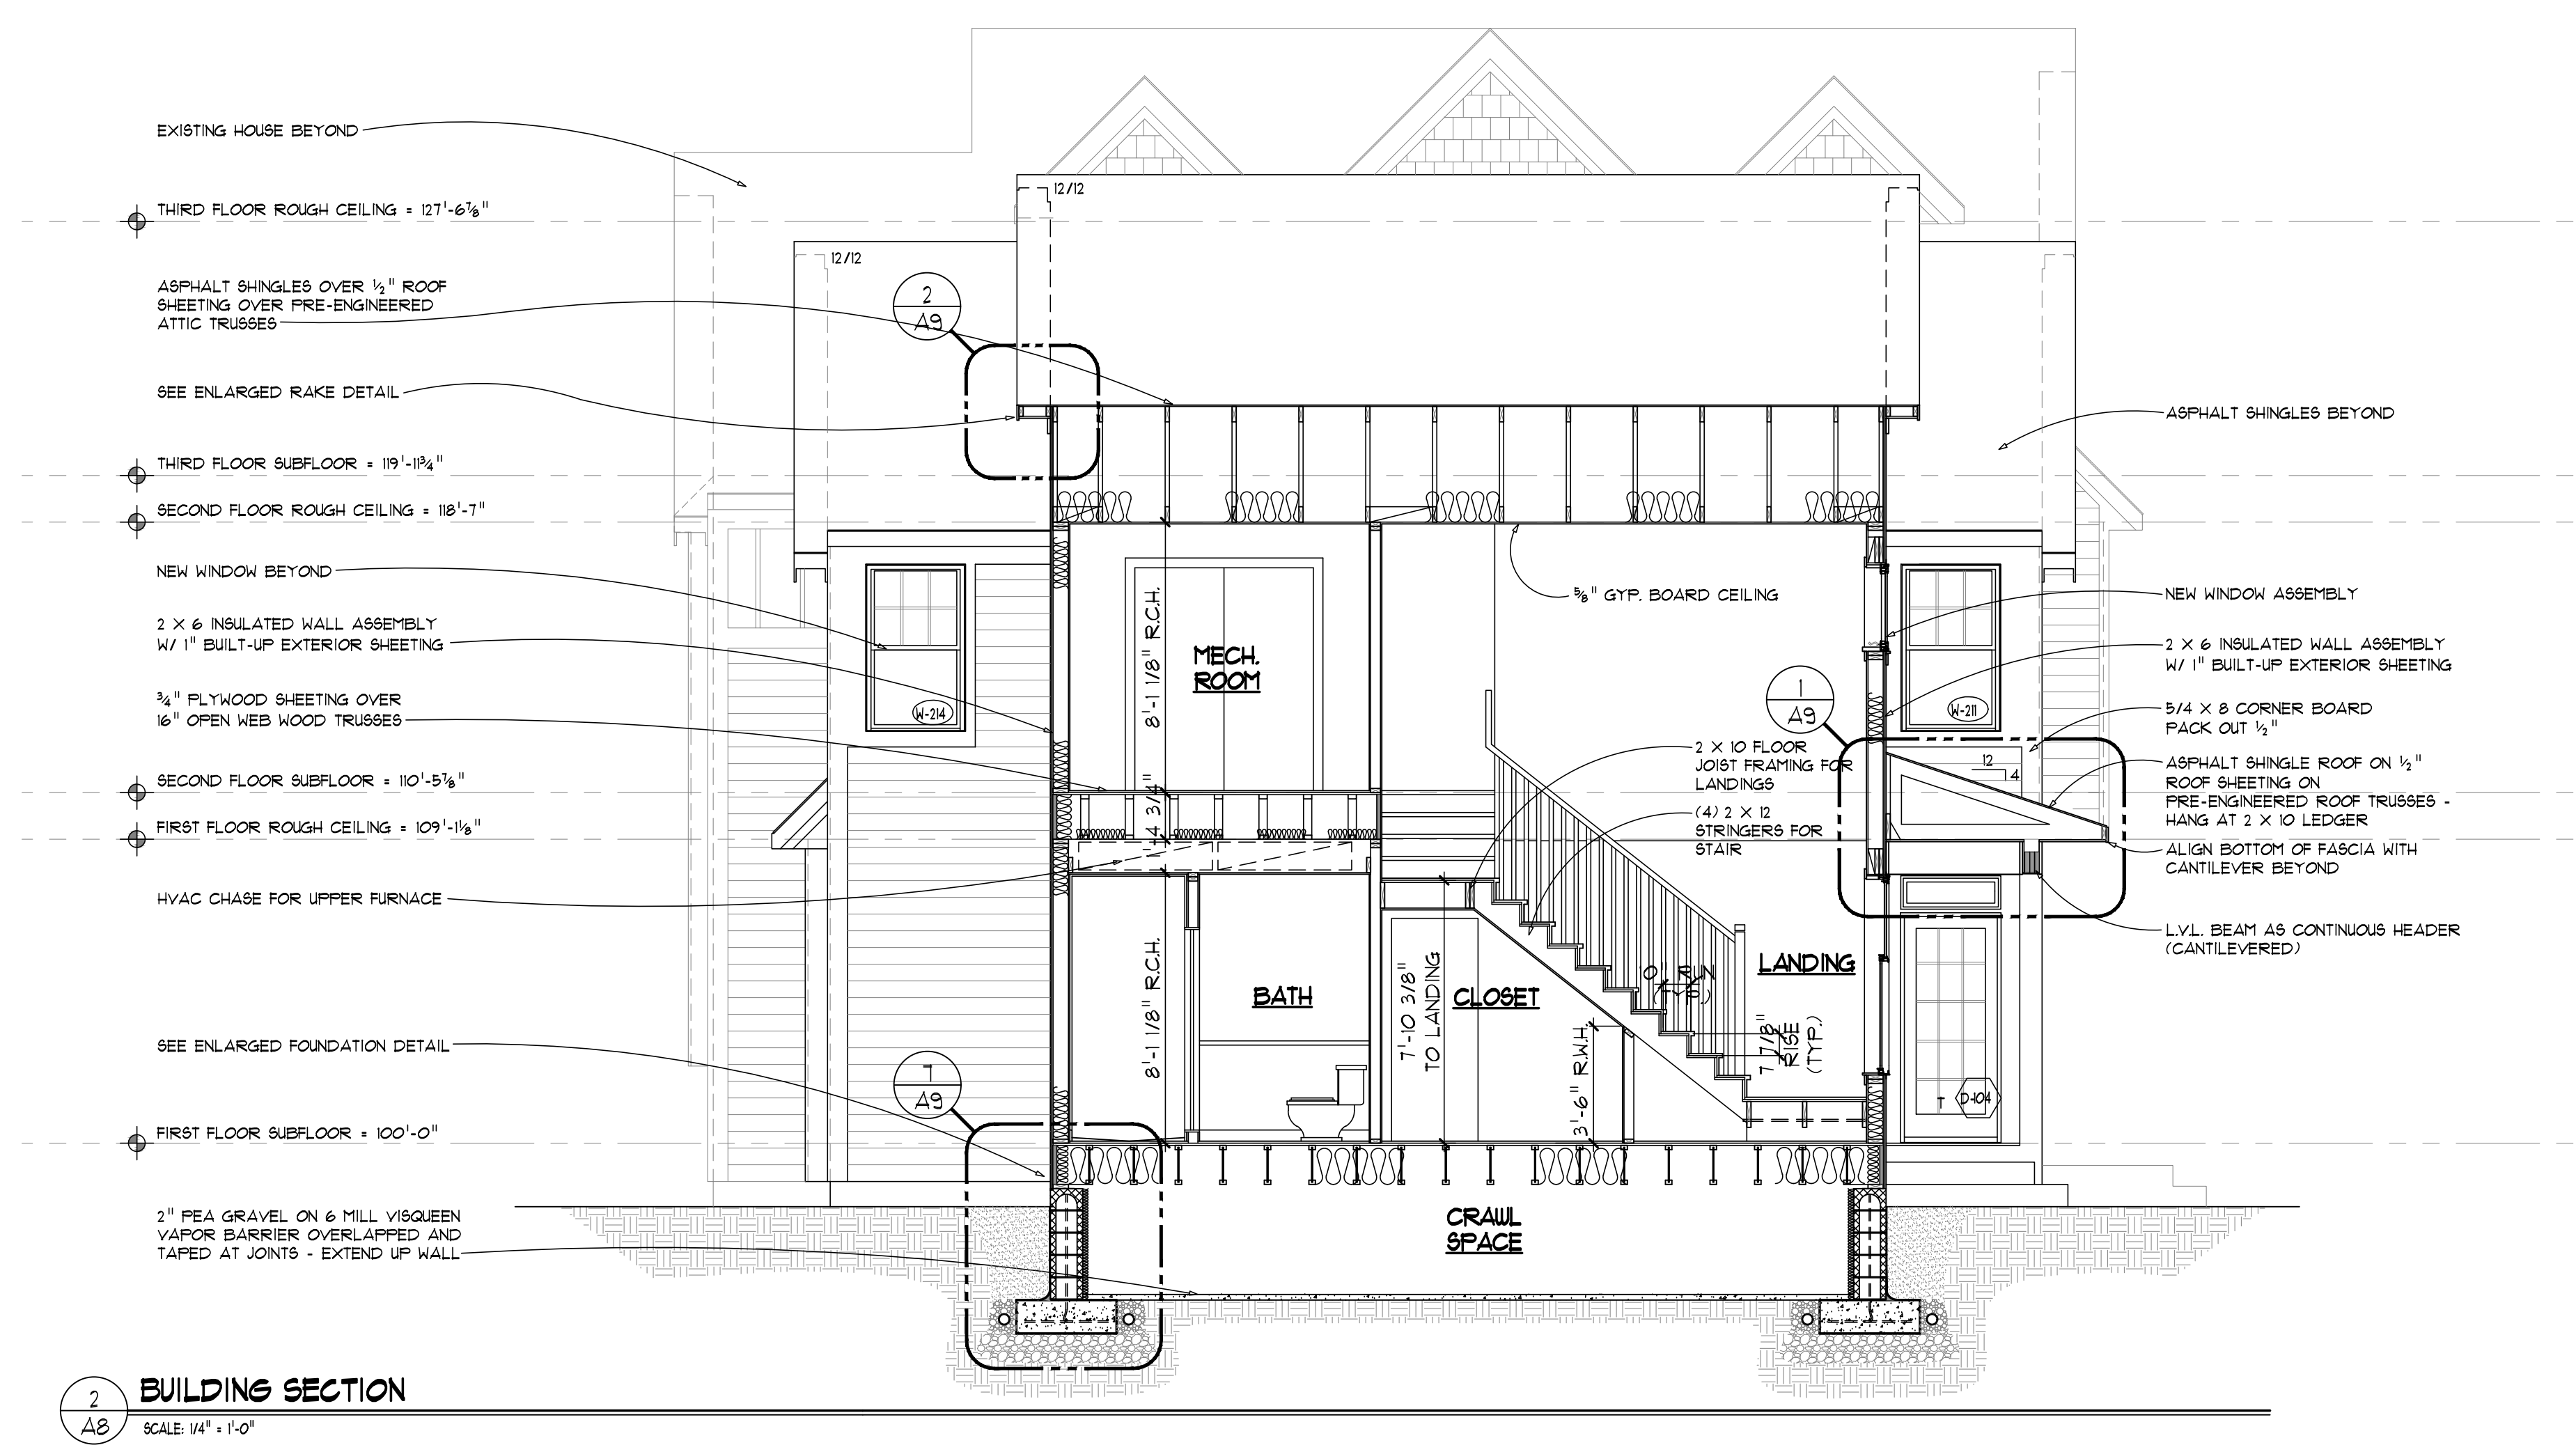 EXISTING HOUSE BEYOND
THIRD FLOOR ROUGH CEILING = 127'-6⅞"
12/12
12/12
ASPHALT SHINGLES OVER ½" ROOF
SHEETING OVER PRE-ENGINEERED
ATTIC TRUSSES
2
A9
SEE ENLARGED RAKE DETAIL
THIRD FLOOR SUBFLOOR = 119'-11¾"
SECOND FLOOR ROUGH CEILING = 118'-7"
NEW WINDOW BEYOND
2 X 6 INSULATED WALL ASSEMBLY
W/ 1" BUILT-UP EXTERIOR SHEETING
¾" PLYWOOD SHEETING OVER
16" OPEN WEB WOOD TRUSSES
SECOND FLOOR SUBFLOOR = 110'-5⅞"
FIRST FLOOR ROUGH CEILING = 109'-1⅛"
HVAC CHASE FOR UPPER FURNACE
SEE ENLARGED FOUNDATION DETAIL
FIRST FLOOR SUBFLOOR = 100'-0"
2" PEA GRAVEL ON 6 MILL VISQUEEN
VAPOR BARRIER OVERLAPPED AND
TAPED AT JOINTS - EXTEND UP WALL
W-214
8'-1 1/8" R.C.H.
MECH.
ROOM
⅝" GYP. BOARD CEILING
2 X 10 FLOOR
JOIST FRAMING FOR
LANDINGS
(4) 2 X 12
STRINGERS FOR
STAIR
1
A9
8'-1 1/8" R.C.H.
BATH
7'-10 3/8"
TO LANDING
CLOSET
3'-6" R.W.H.
LANDING
7 7/8"
RISE
(TYP.)
1
A9
CRAWL
SPACE
ASPHALT SHINGLES BEYOND
NEW WINDOW ASSEMBLY
2 X 6 INSULATED WALL ASSEMBLY
W/ 1" BUILT-UP EXTERIOR SHEETING
W-211
5/4 X 8 CORNER BOARD
PACK OUT ½"
12
4
ASPHALT SHINGLE ROOF ON ½"
ROOF SHEETING ON
PRE-ENGINEERED ROOF TRUSSES -
HANG AT 2 X 10 LEDGER
ALIGN BOTTOM OF FASCIA WITH
CANTILEVER BEYOND
L.V.L. BEAM AS CONTINUOUS HEADER
(CANTILEVERED)
T
D-104
2
A8
BUILDING SECTION
SCALE: 1/4" = 1'-0"